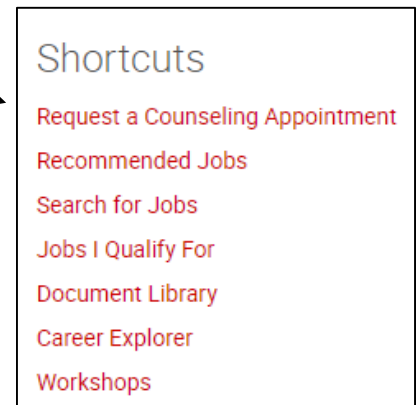 Shortcuts
Request a Counseling Appointment
Recommended Jobs
Search for Jobs
Jobs I Qualify For
Document Library
Career Explorer
Workshops